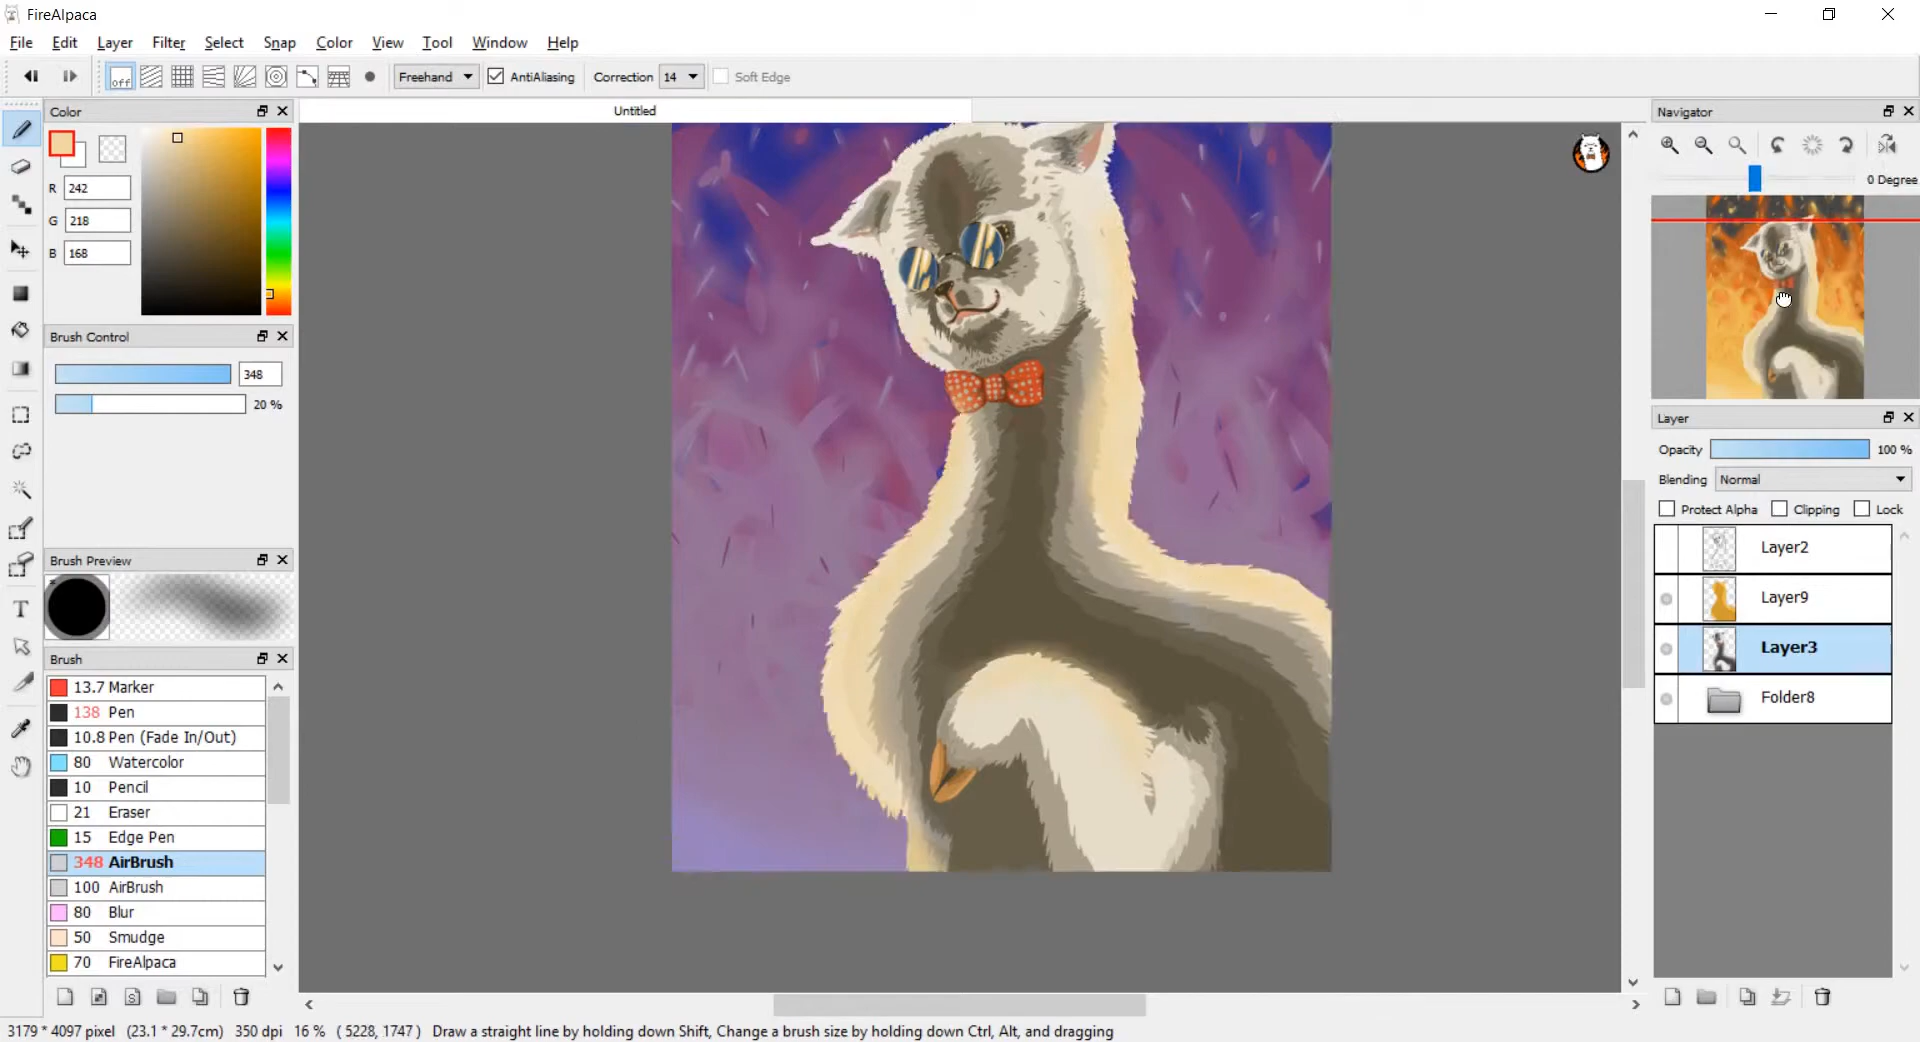 FireAlpaca
File Edit Layer Filter Select Snap Color View Tool Window Help
off Freehand AntiAliasing Correction 14 Soft Edge
Color
Untitled
Navigator
R 242
G 218
B 168
0 Degree
Brush Control
348
20 %
Layer
Opacity 100 %
Blending Normal
Protect Alpha Clipping Lock
Layer2
Layer9
Layer3
Folder8
Brush Preview
T
Brush
13.7 Marker
138 Pen
10.8 Pen (Fade In/Out)
80 Watercolor
10 Pencil
21 Eraser
15 Edge Pen
348 AirBrush
100 AirBrush
80 Blur
50 Smudge
70 FireAlpaca
S
3179 * 4097 pixel (23.1 * 29.7cm) 350 dpi 16 % ( 5228, 1747 ) Draw a straight line by holding down Shift, Change a brush size by holding down Ctrl, Alt, and dragging